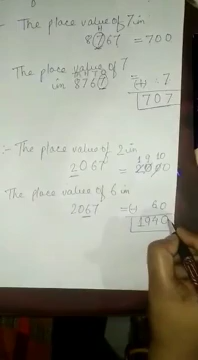 :- The place value of 7 in
8767 = 700
The place value of 7
in 8767 = (+) : 7
707
:- The place value of 2 in
2067 = 2000
The place value of 6 in
2067 = (-) 60
1940